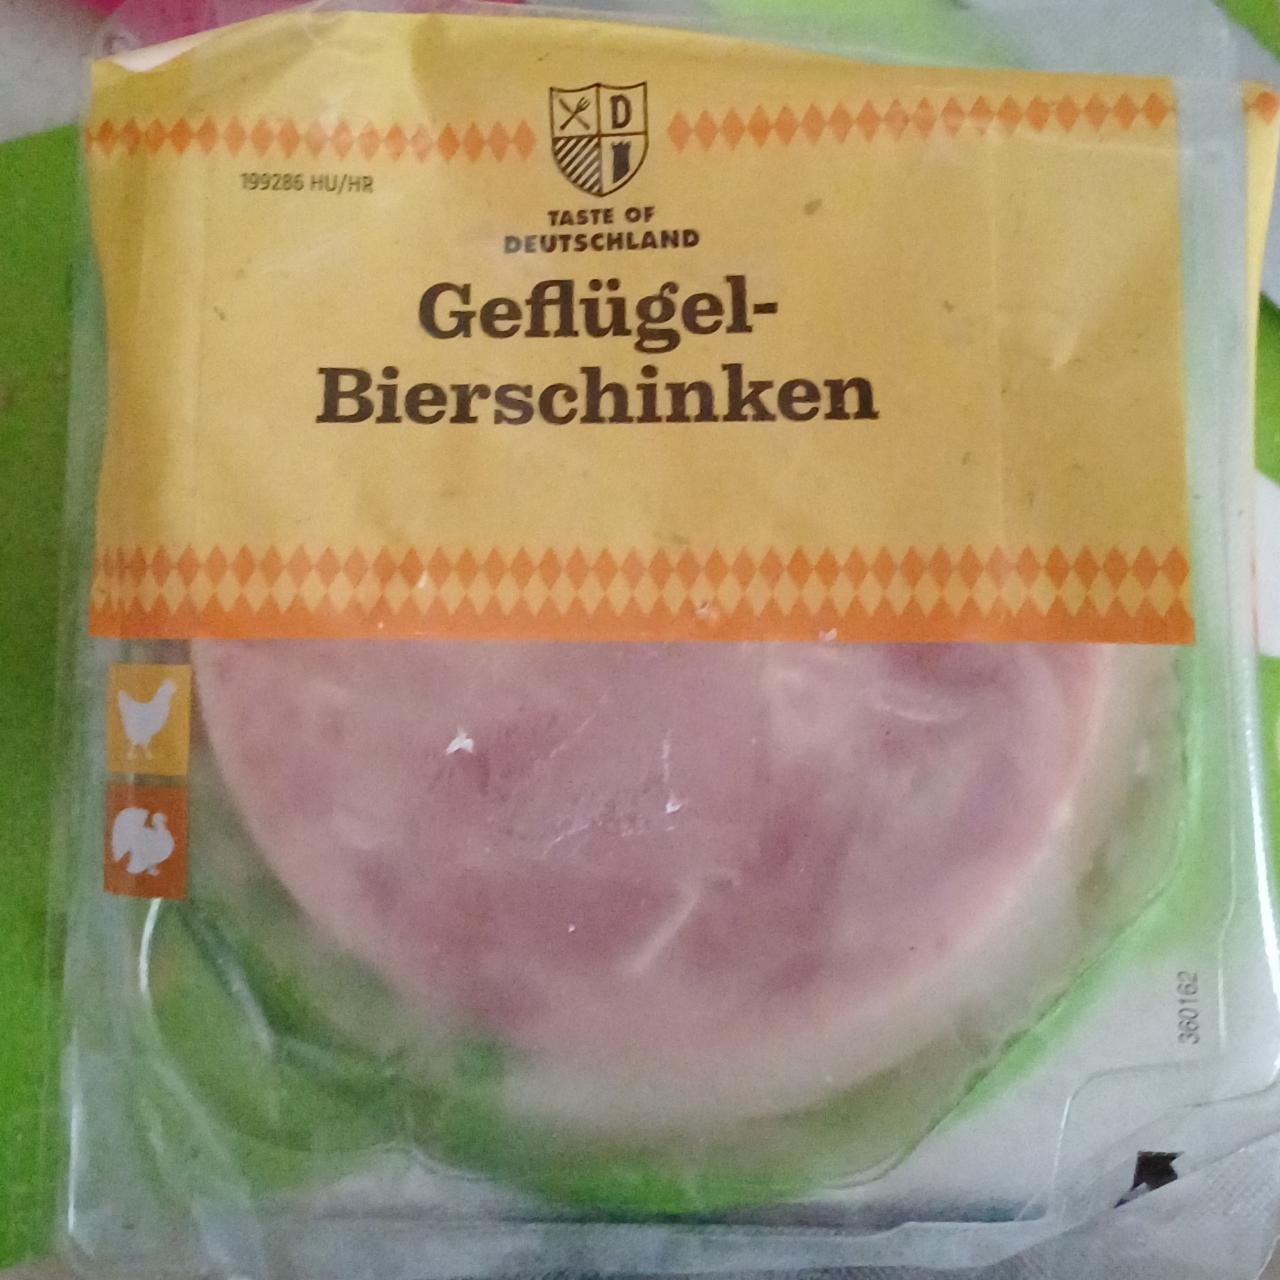 D
199286 HU/HR
TASTE OF
DEUTSCHLAND
Geflügel-
Bierschinken
360162